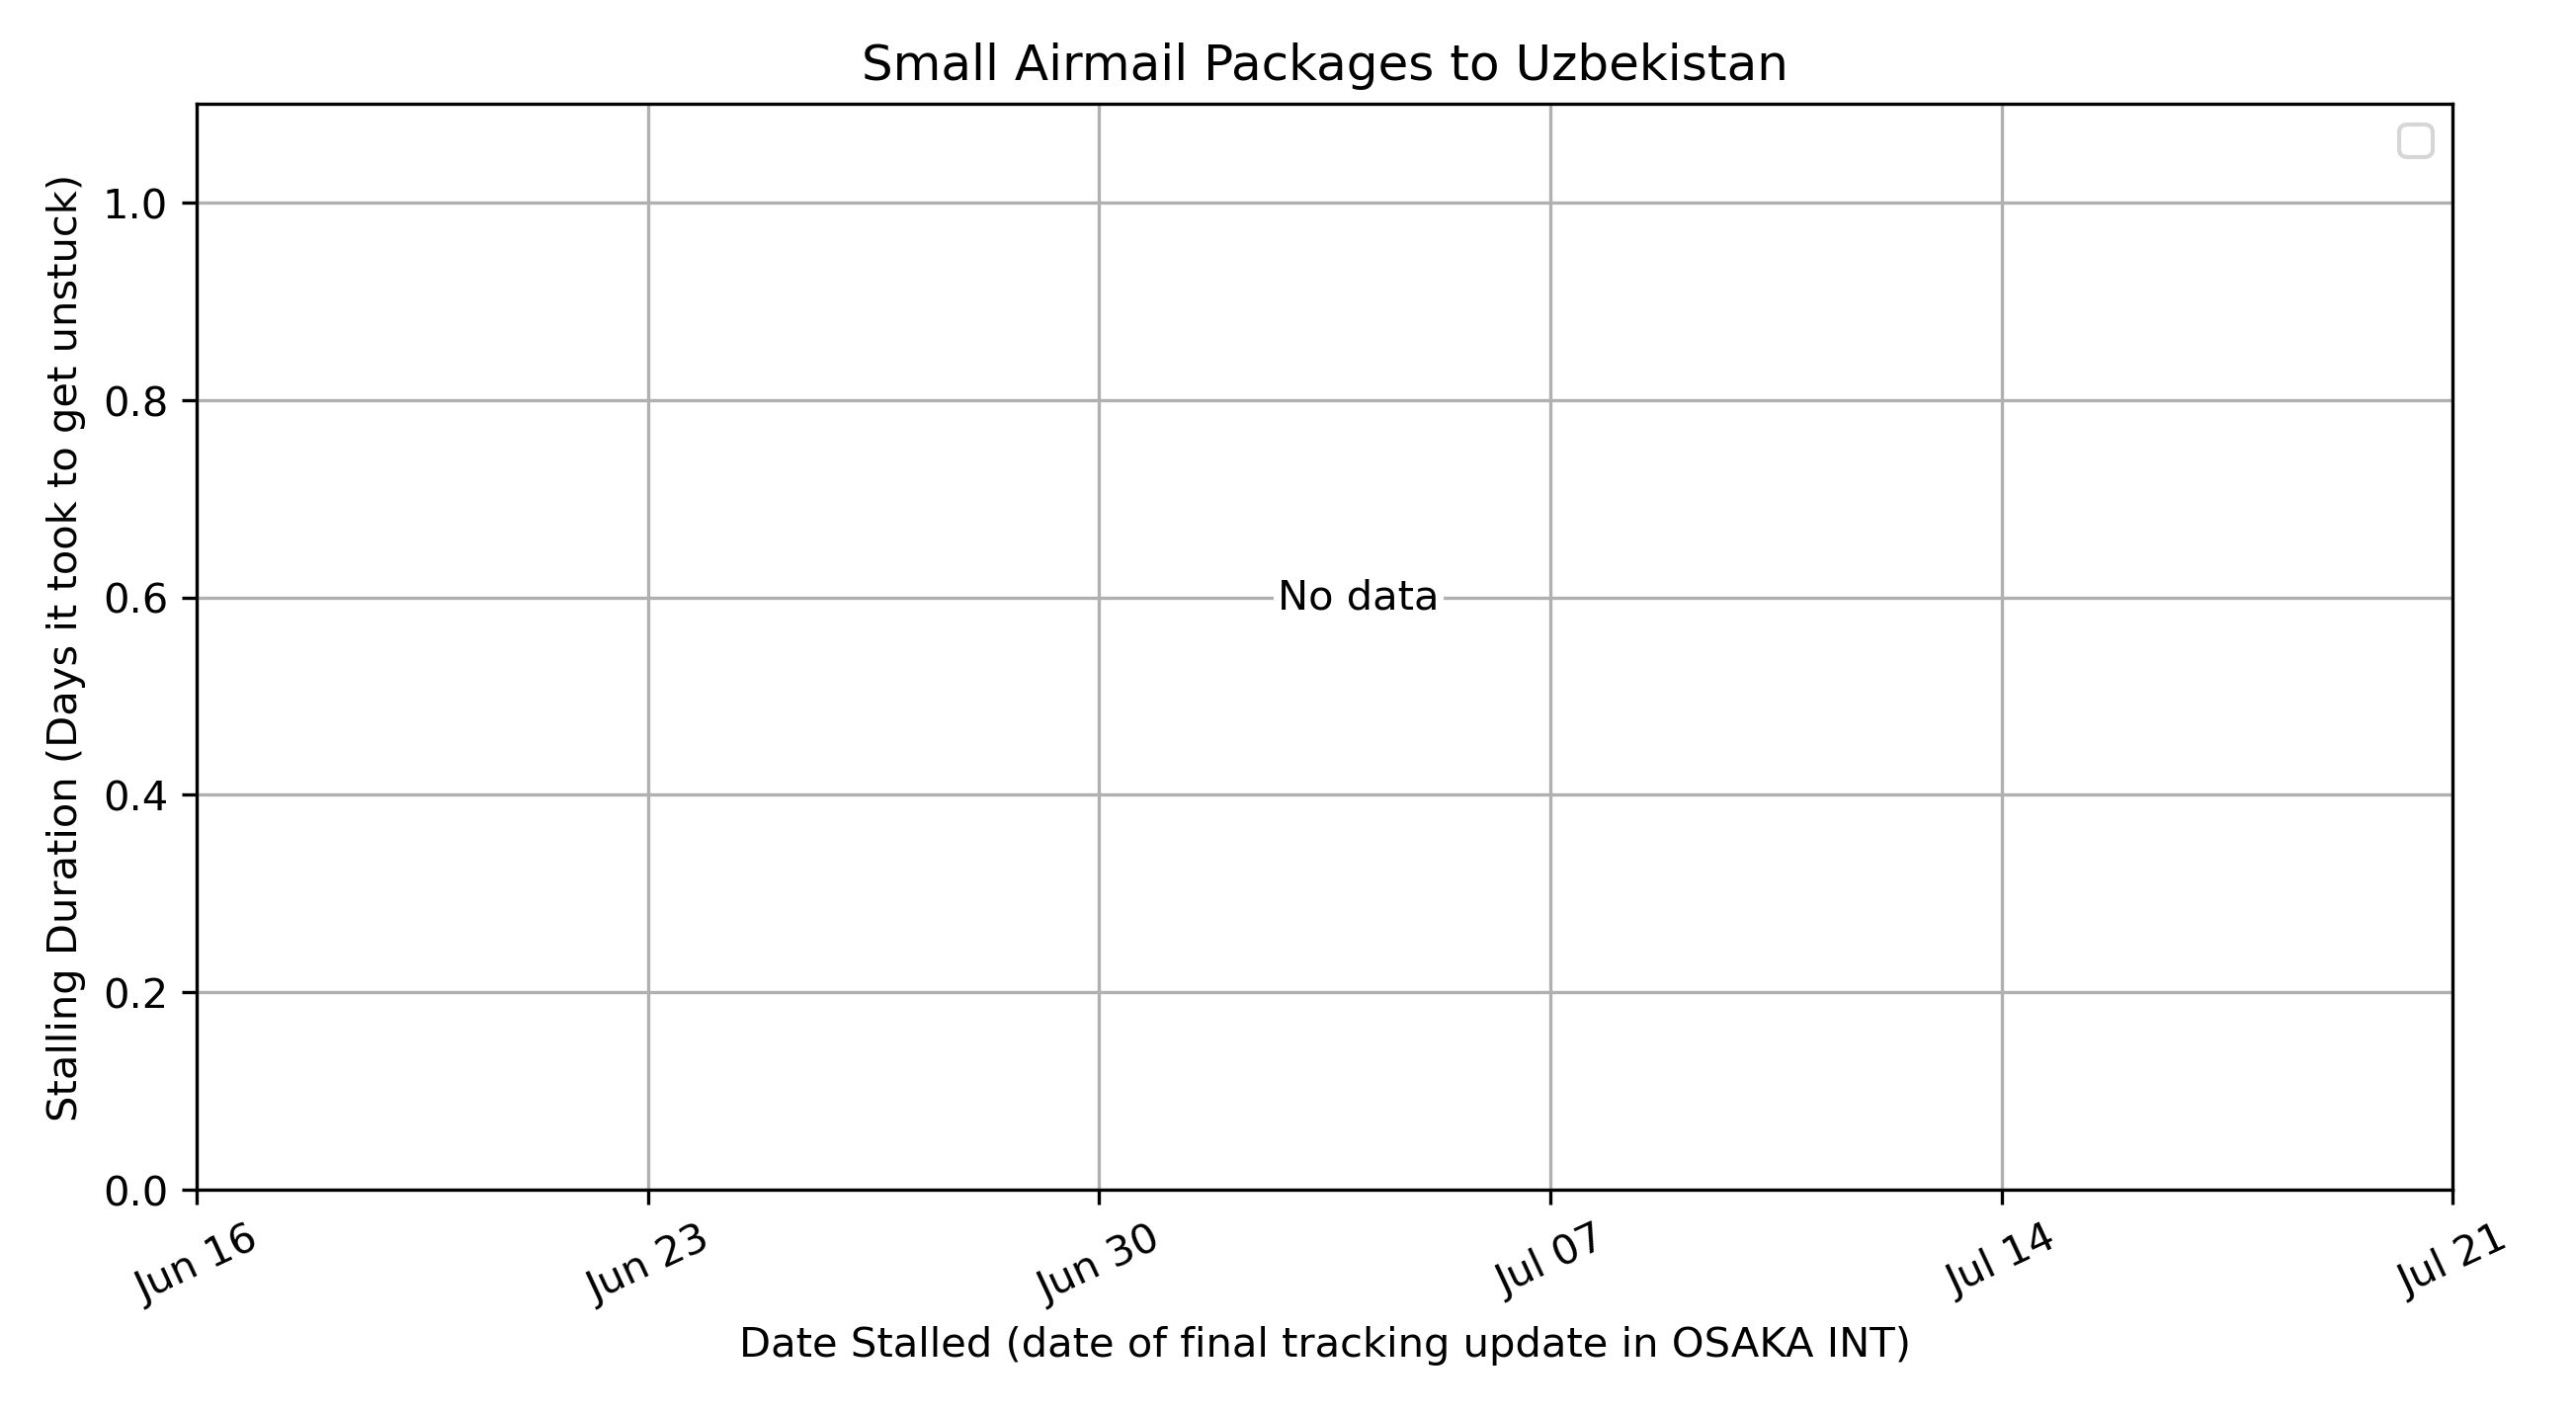 Small Airmail Packages to Uzbekistan
Stalling Duration (Days it took to get unstuck)
1.0
0.8
0.6
0.4
0.2
0.0
No data
Jun 16
Jun 23
Jun 30
Jul 07
Jul 14
Jul 21
Date Stalled (date of final tracking update in OSAKA INT)